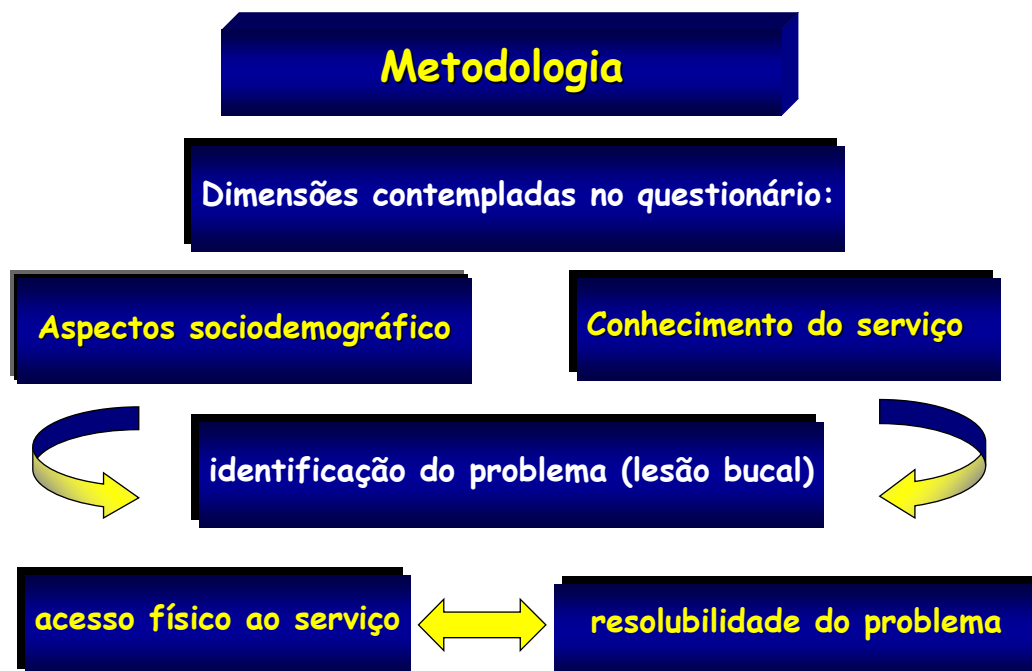 Metodologia
Dimensões contempladas no questionário:
Aspectos sociodemográfico
Conhecimento do serviço
identificação do problema (lesão bucal)
acesso físico ao serviço
resolubilidade do problema